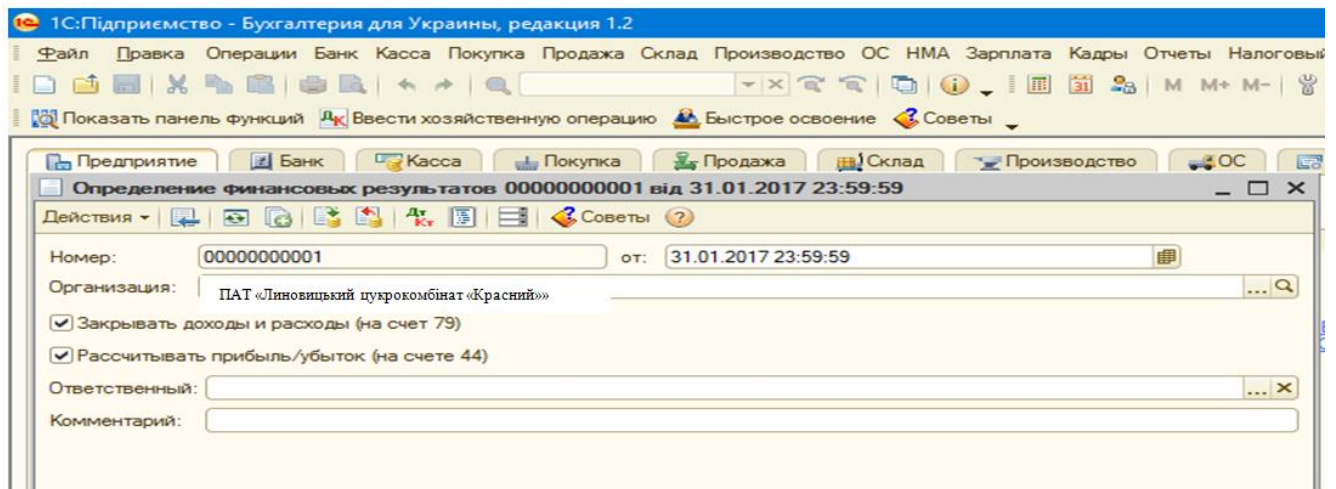 1С:Підприємство - Бухгалтерия для Украины, редакция 1.2
Файл Правка Операции Банк Касса Покупка Продажа Склад Производство ОС НМА Зарплата Кадры Отчеты Налоговый
M M+ M-
Показать панель функций Ввести хозяйственную операцию Быстрое освоение Советы
Предприятие Банк Касса Покупка Продажа Склад Производство ОС
Определение финансовых результатов 00000000001 від 31.01.2017 23:59:59
Действия Советы
Номер: 00000000001 от: 31.01.2017 23:59:59
Организация: ПАТ «Линовицький цукрокомбінат «Красний»» ...
Закрывать доходы и расходы (на счет 79)
Рассчитывать прибыль/убыток (на счете 44)
Ответственный: ...
Комментарий: